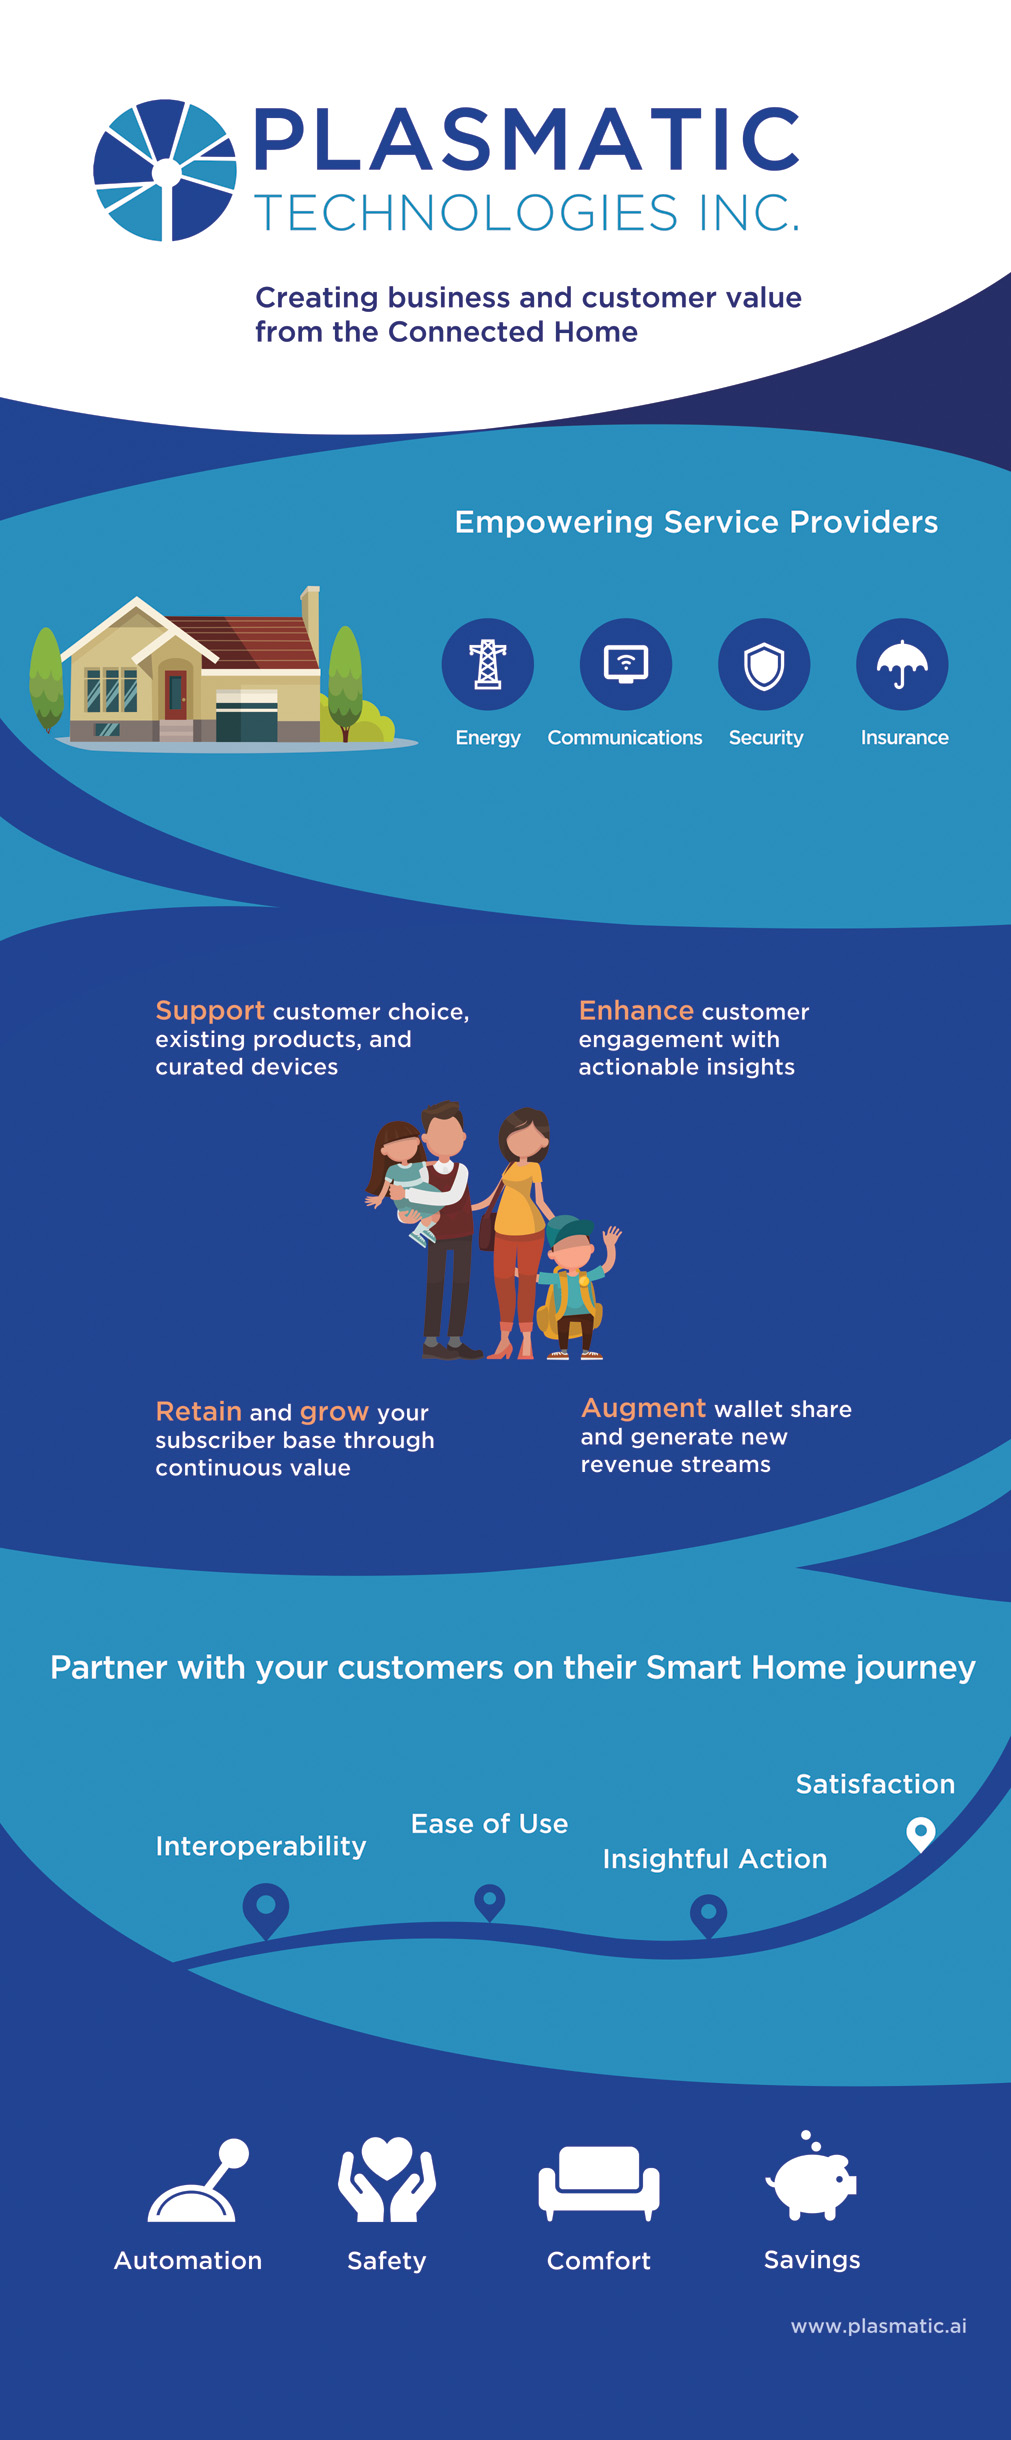 PLASMATIC
TECHNOLOGIES INC.
Creating business and customer value
from the Connected Home
Empowering Service Providers
Energy
Communications
Security
Insurance
Support customer choice,
existing products, and
curated devices
Enhance customer
engagement with
actionable insights
Retain and grow your
subscriber base through
continuous value
Augment wallet share
and generate new
revenue streams
Partner with your customers on their Smart Home journey
Interoperability
Ease of Use
Insightful Action
Satisfaction
Automation
Safety
Comfort
Savings
www.plasmatic.ai